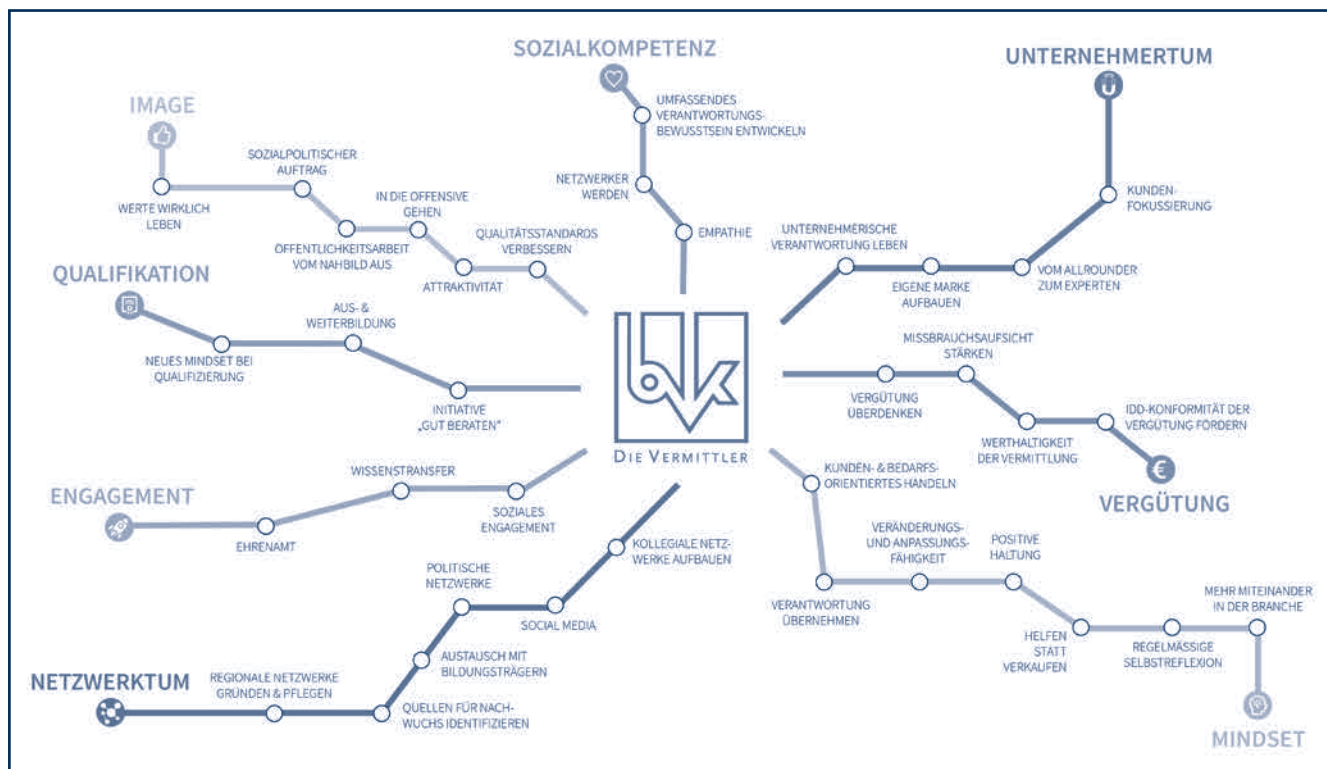 SOZIALKOMPETENZ
UMFASSENDES
VERANTWORTUNGS-
BEWUSSTSEIN ENTWICKELN
NETZWERKER
WERDEN
EMPATHIE
UNTERNEHMERTUM
KUNDEN-
FOKUSSIERUNG
VOM ALLROUNDER
ZUM EXPERTEN
EIGENE MARKE
AUFBAUEN
UNTERNEHMERISCHE
VERANTWORTUNG LEBEN
IMAGE
WERTE WIRKLICH
LEBEN
SOZIALPOLITISCHER
AUFTRAG
ÖFFENTLICHKEITSARBEIT
VOM NAHBILD AUS
IN DIE OFFENSIVE
GEHEN
ATTRAKTIVITÄT
QUALITÄTSSTANDARDS
VERBESSERN
QUALIFIKATION
NEUES MINDSET BEI
QUALIFIZIERUNG
AUS- &
WEITERBILDUNG
INITIATIVE
„GUT BERATEN“
bvk
DIE VERMITTLER
MISSBRAUCHSAUFSICHT
STÄRKEN
VERGÜTUNG
ÜBERDENKEN
WERTHALTIGKEIT
DER VERMITTLUNG
IDD-KONFORMITÄT DER
VERGÜTUNG FÖRDERN
€
VERGÜTUNG
ENGAGEMENT
EHRENAMT
WISSENSTRANSFER
SOZIALES
ENGAGEMENT
KUNDEN- & BEDARFS-
ORIENTIERTES HANDELN
VERANTWORTUNG
ÜBERNEHMEN
VERÄNDERUNGS-
UND ANPASSUNGS-
FÄHIGKEIT
POSITIVE
HALTUNG
HELFEN
STATT
VERKAUFEN
REGELMÄSSIGE
SELBSTREFLEXION
MEHR MITEINANDER
IN DER BRANCHE
MINDSET
NETZWERKTUM
REGIONALE NETZWERKE
GRÜNDEN & PFLEGEN
QUELLEN FÜR NACH-
WUCHS IDENTIFIZIEREN
AUSTAUSCH MIT
BILDUNGSTRÄGERN
POLITISCHE
NETZWERKE
SOCIAL MEDIA
KOLLEGIALE NETZ-
WERKE AUFBAUEN